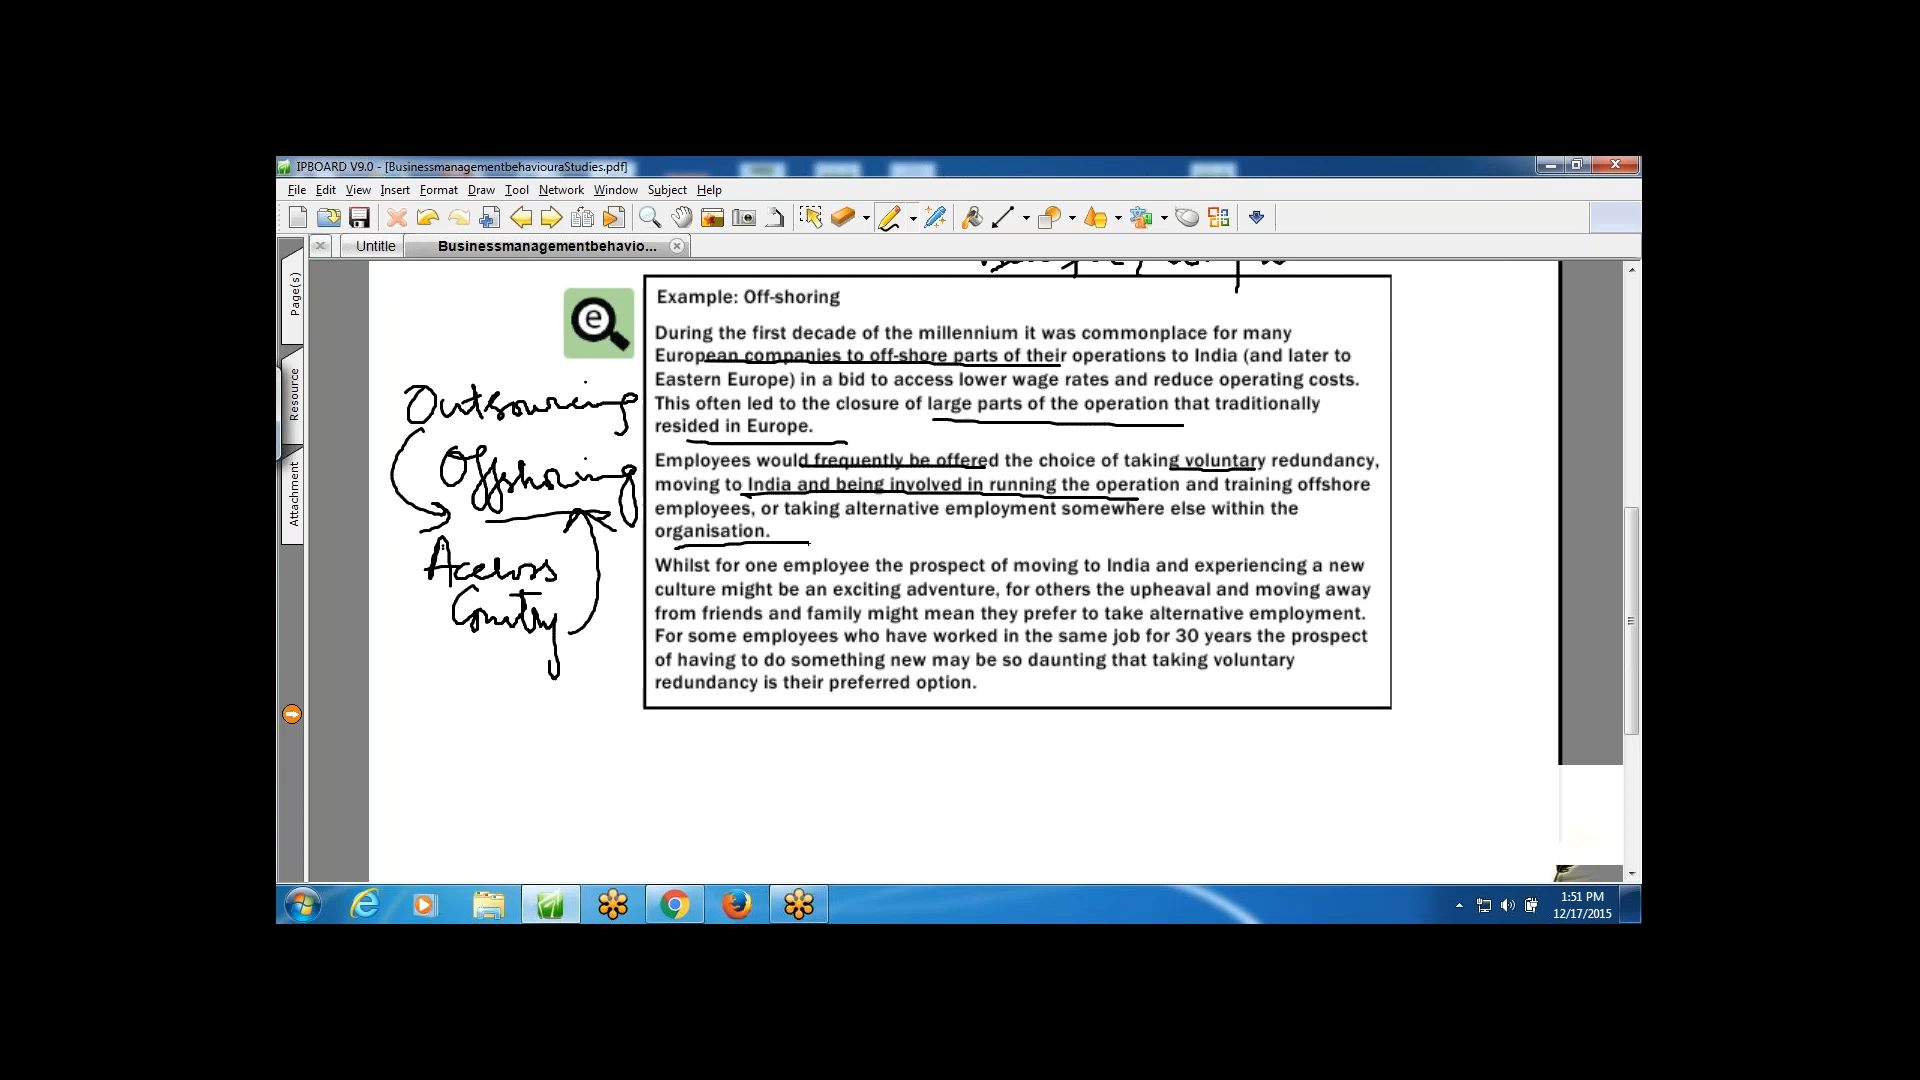 IPBOARD V9.0 - [BusinessmanagementbehaviouraStudies.pdf]
File Edit View Insert Format Draw Tool Network Window Subject Help
Untitle Businessmanagementbehavio...
Page(s)
Resource
Attachment
Example: Off-shoring
During the first decade of the millennium it was commonplace for many
European companies to off-shore parts of their operations to India (and later to
Eastern Europe) in a bid to access lower wage rates and reduce operating costs.
This often led to the closure of large parts of the operation that traditionally
resided in Europe.
Employees would frequently be offered the choice of taking voluntary redundancy,
moving to India and being involved in running the operation and training offshore
employees, or taking alternative employment somewhere else within the
organisation.
Whilst for one employee the prospect of moving to India and experiencing a new
culture might be an exciting adventure, for others the upheaval and moving away
from friends and family might mean they prefer to take alternative employment.
For some employees who have worked in the same job for 30 years the prospect
of having to do something new may be so daunting that taking voluntary
redundancy is their preferred option.
Outsourcing
Offshoring
1:51 PM
12/17/2015